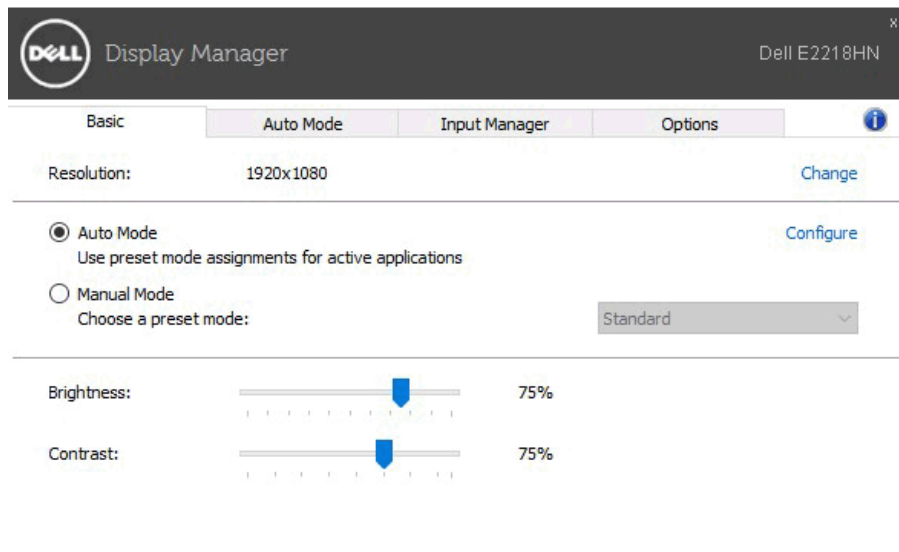 x
DELL Display Manager Dell E2218HN
Basic Auto Mode Input Manager Options i
Resolution: 1920x1080 Change
Auto Mode Configure
Use preset mode assignments for active applications
Manual Mode
Choose a preset mode: Standard
Brightness: 75%
Contrast: 75%